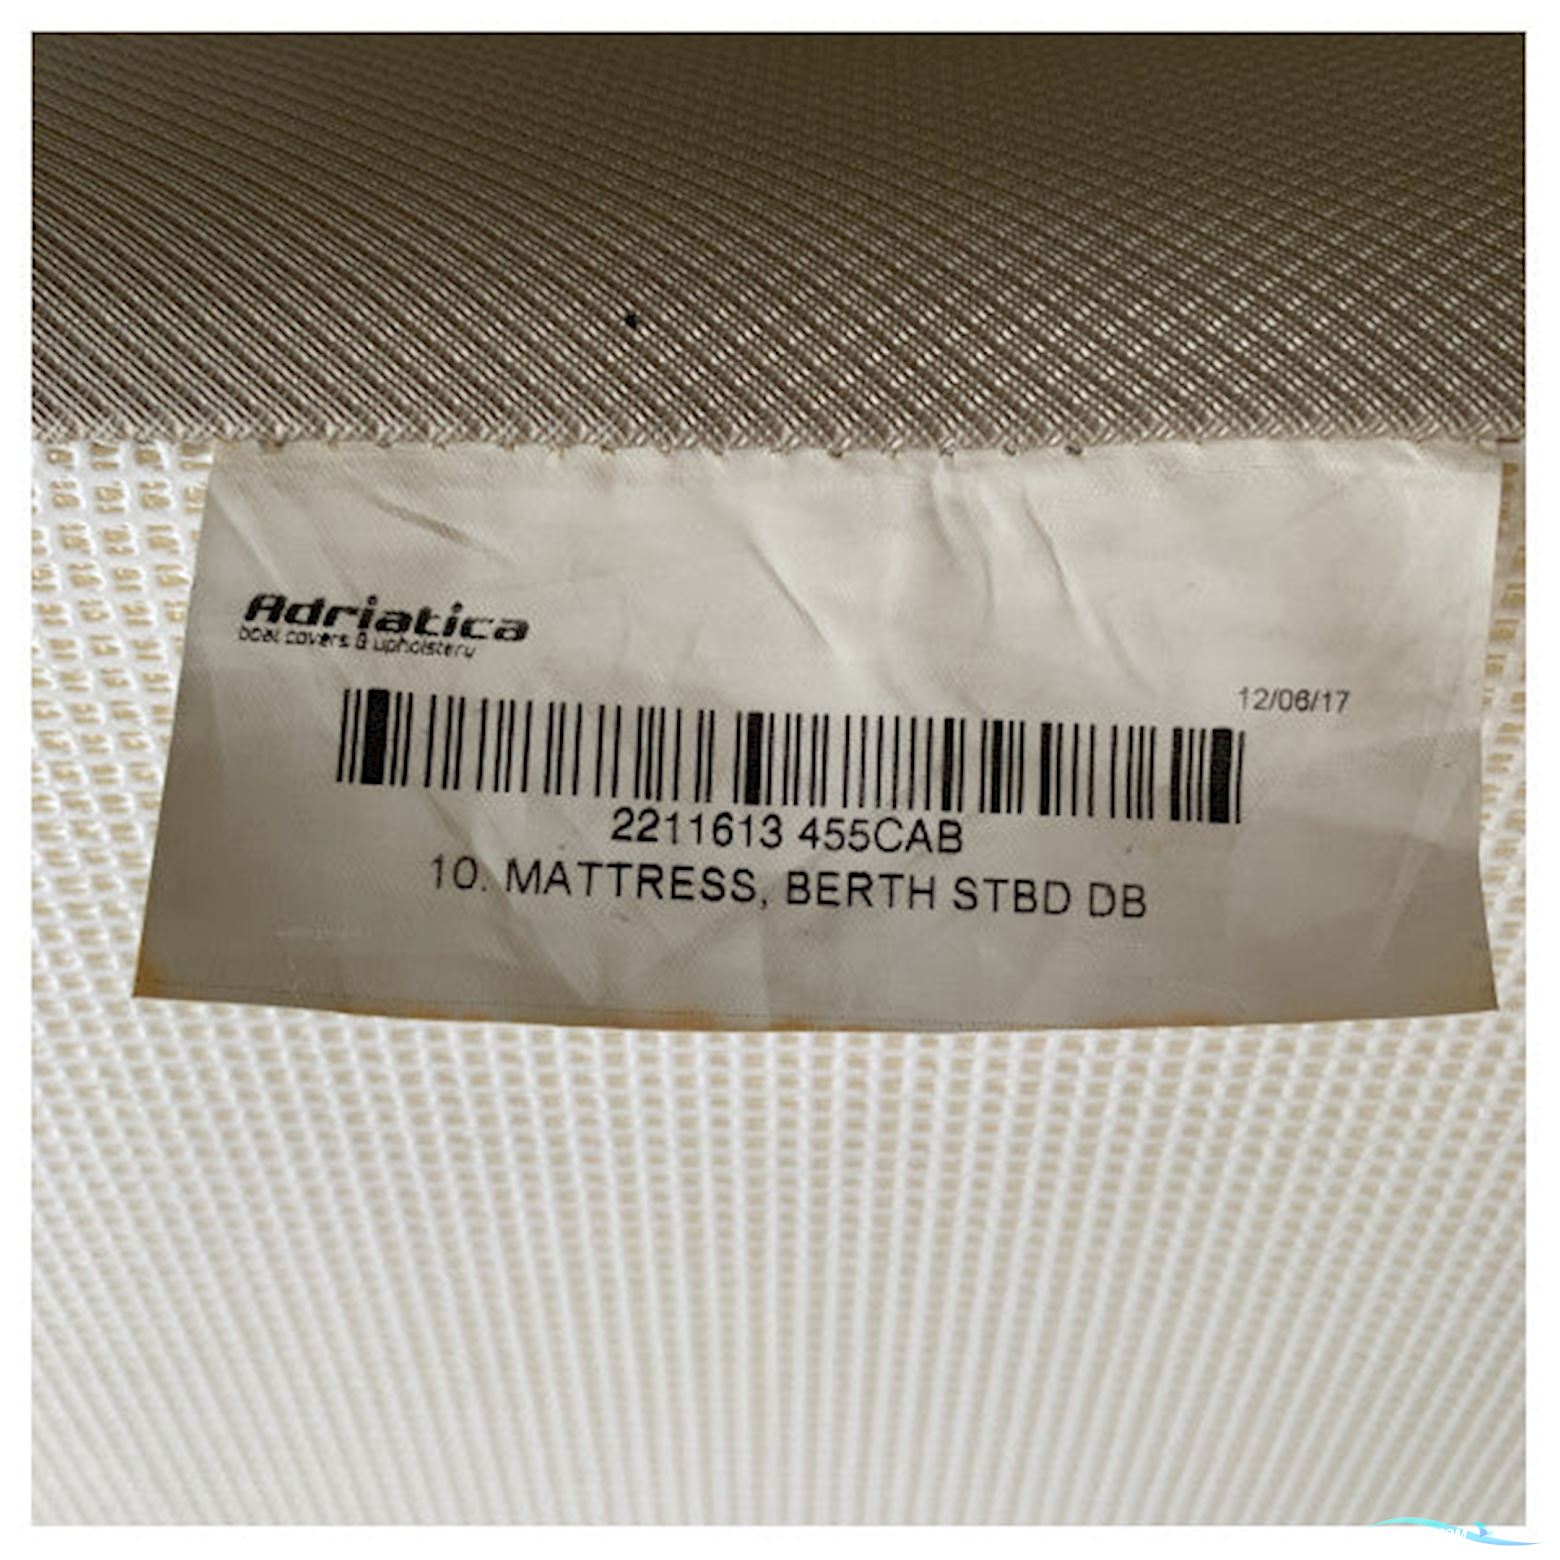 Adriatica
boat covers & upholstery
12/06/17
2211613 455CAB
10. MATTRESS, BERTH STBD DB